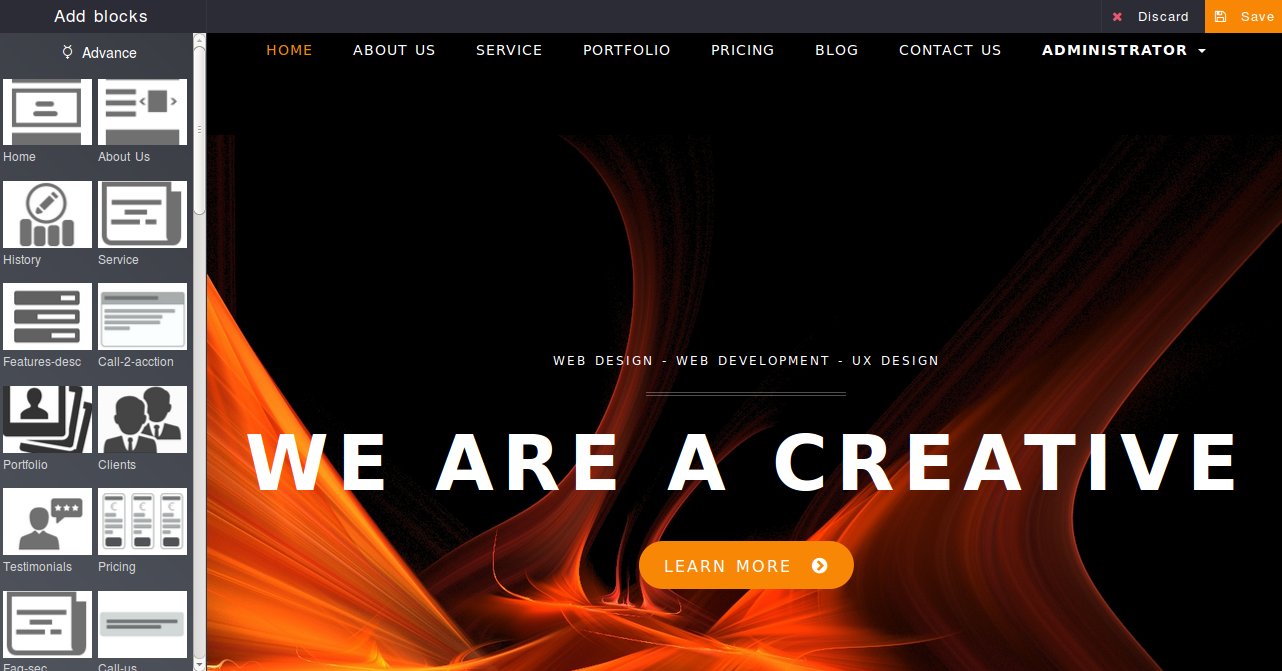 Add blocks
Discard
Save
Advance
HOME ABOUT US SERVICE PORTFOLIO PRICING BLOG CONTACT US ADMINISTRATOR
Home
About Us
History
Service
Features-desc
Call-2-acction
Portfolio
Clients
Testimonials
Pricing
Faq-sec
Call-us
WEB DESIGN - WEB DEVELOPMENT - UX DESIGN
WE ARE A CREATIVE
LEARN MORE